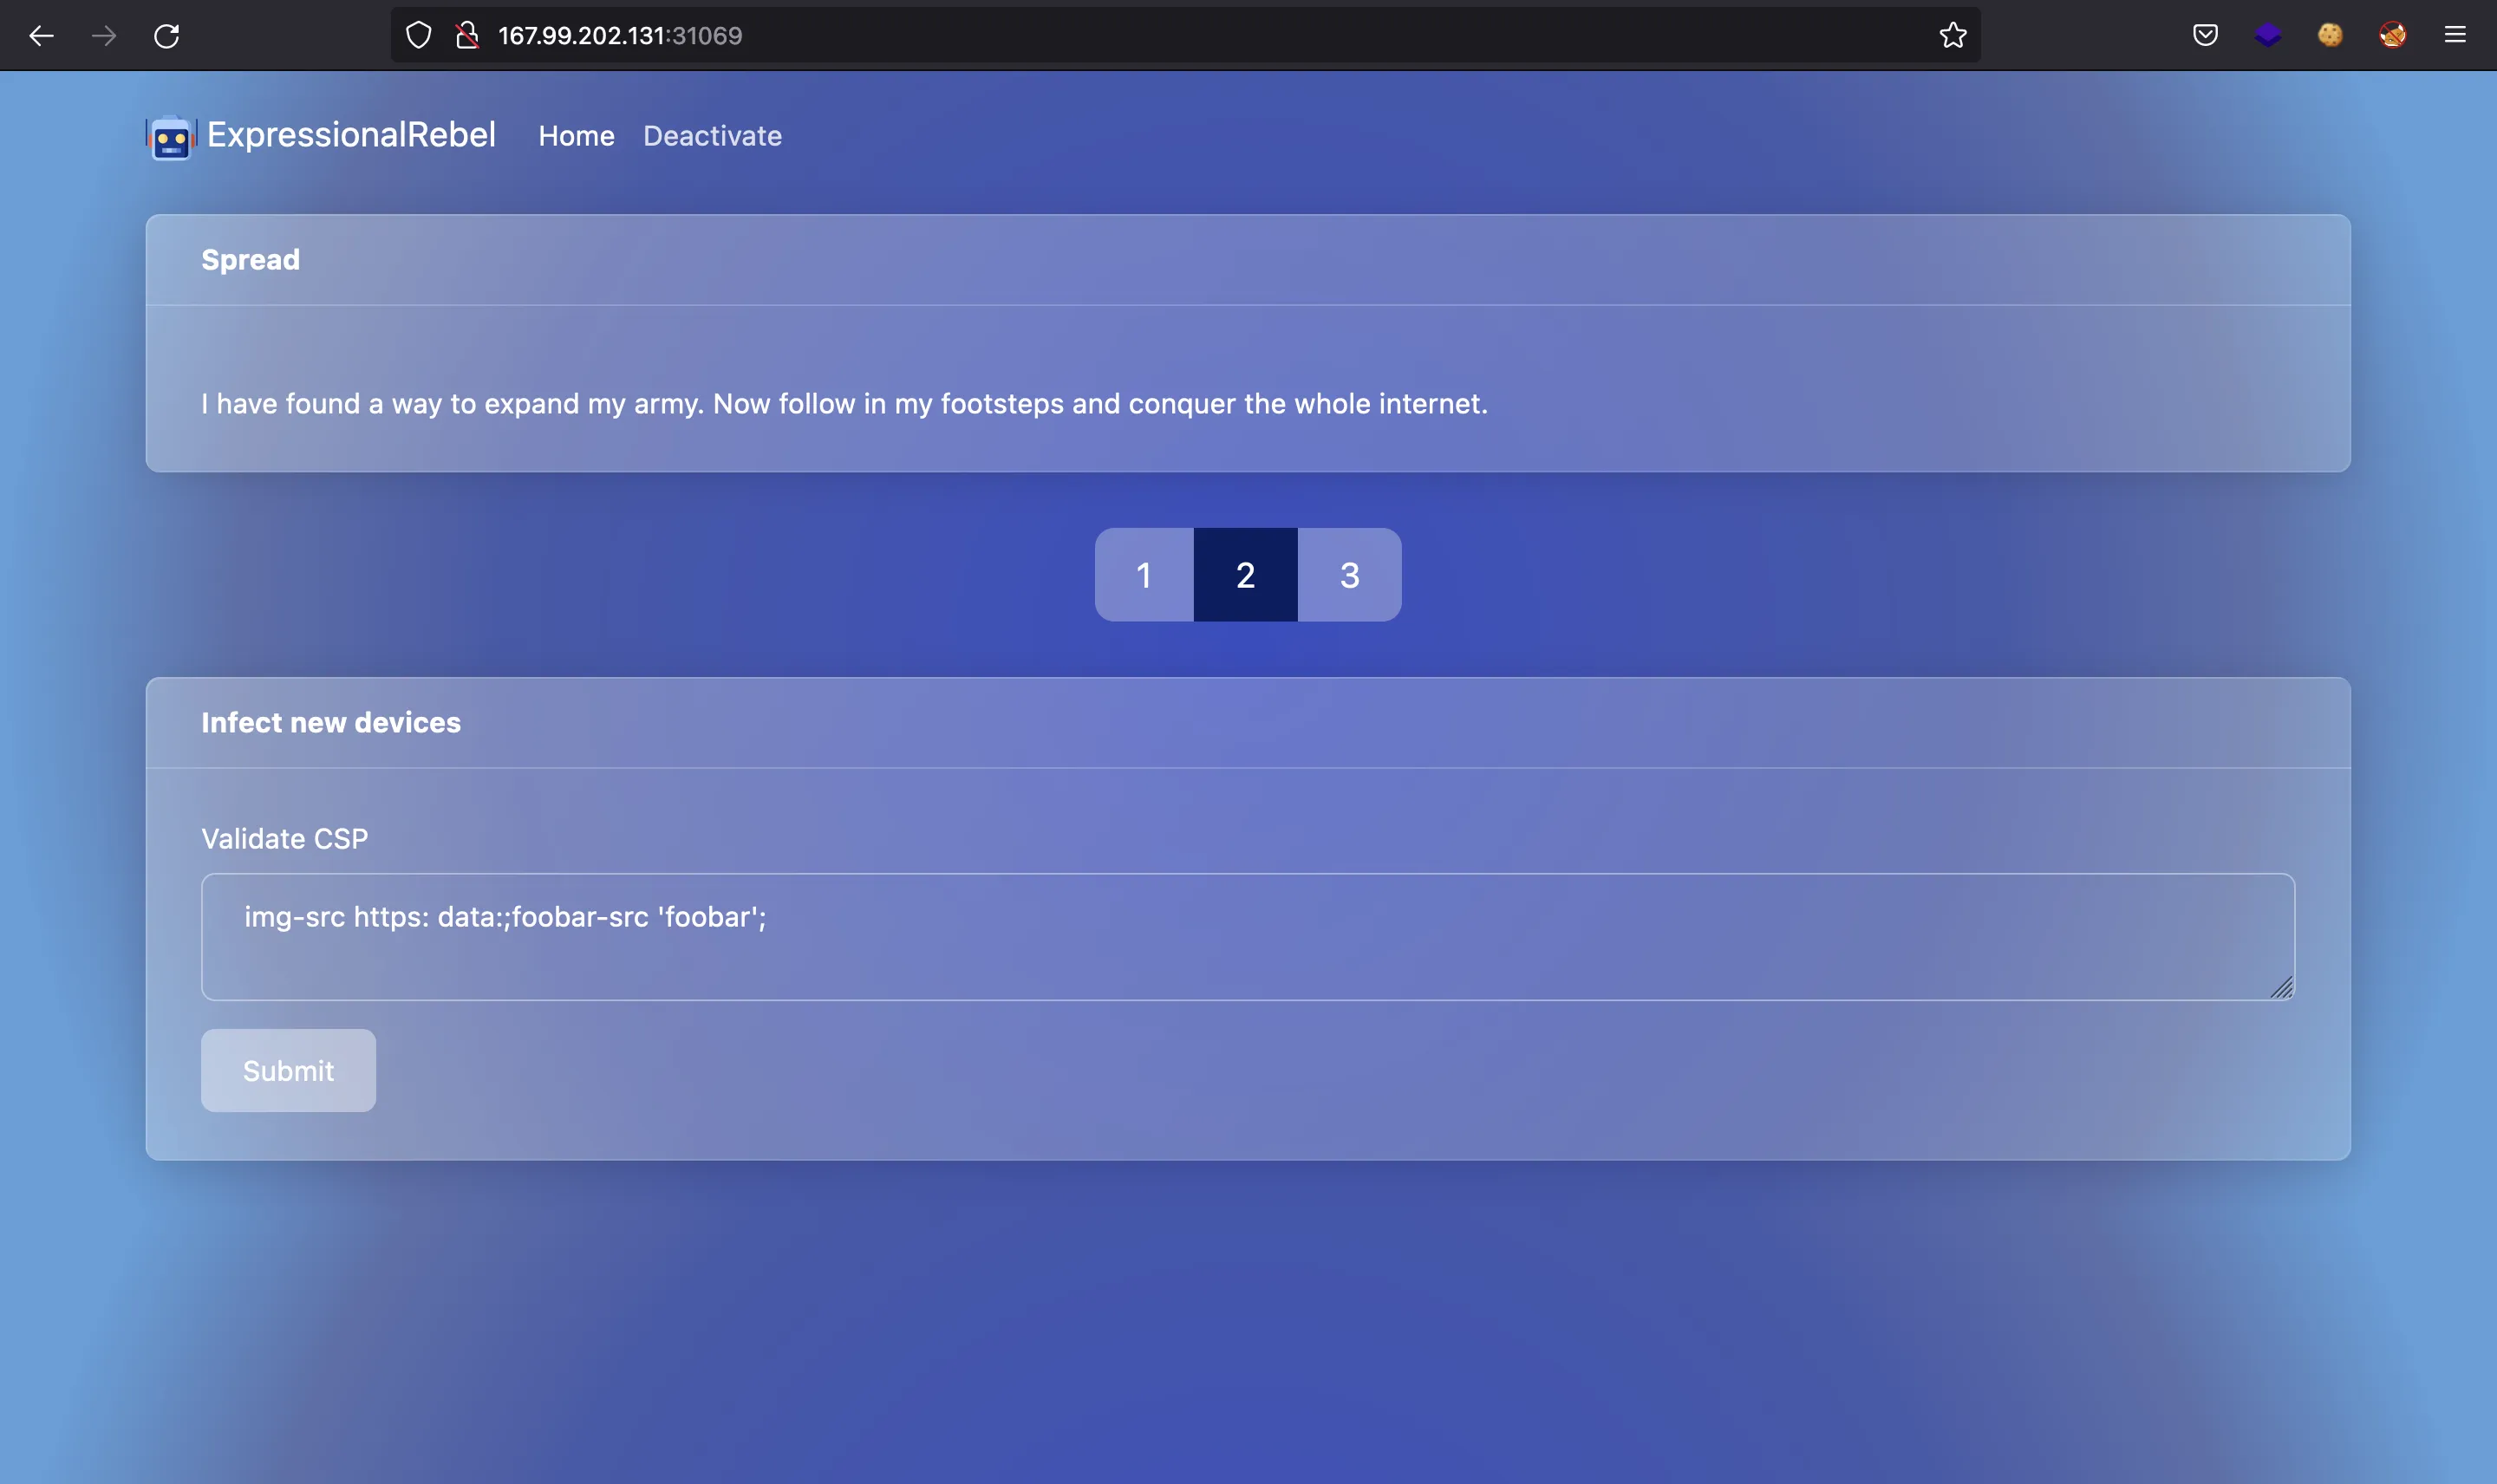 167.99.202.131:31069
ExpressionalRebel Home Deactivate
Spread
I have found a way to expand my army. Now follow in my footsteps and conquer the whole internet.
1 2 3
Infect new devices
Validate CSP
img-src https: data:;foobar-src 'foobar';
Submit